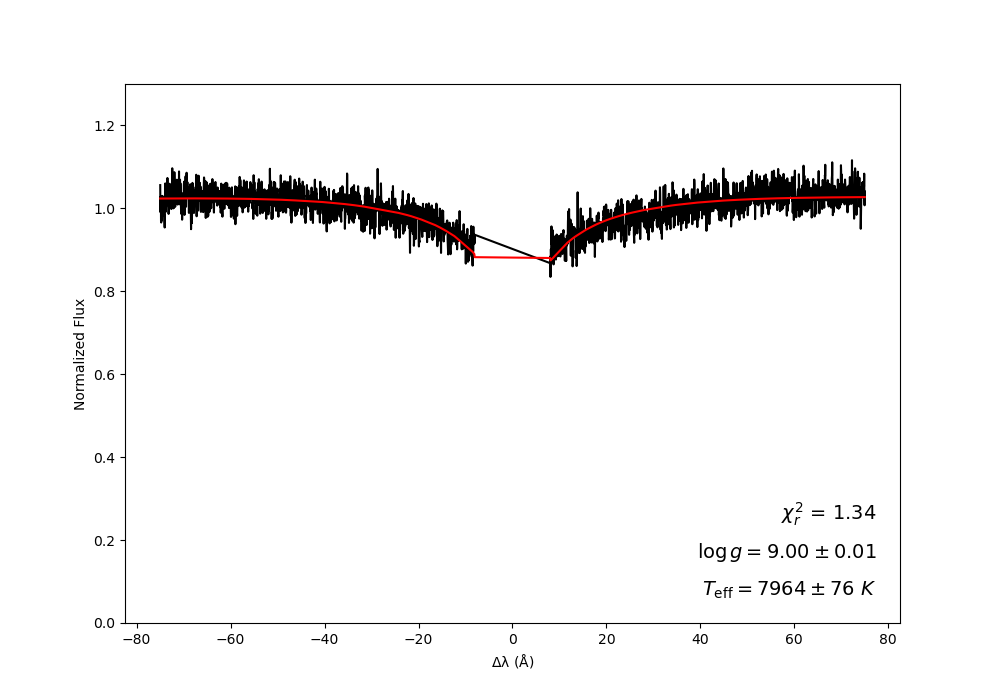 1.2
1.0
0.8
0.6
0.4
0.2
0.0
Normalized Flux
χ²ᵣ = 1.34
log g = 9.00 ± 0.01
T_eff = 7964 ± 76 K
−80 −60 −40 −20 0 20 40 60 80
Δλ (Å)